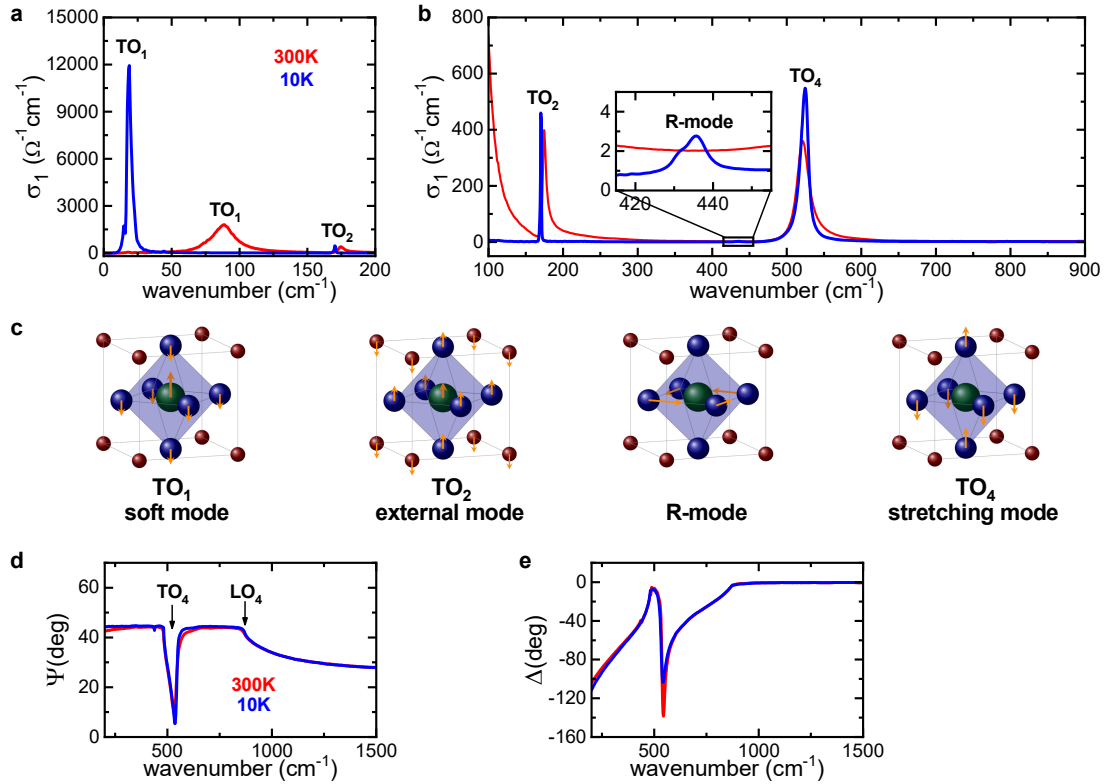 a
15000
12000
9000
6000
3000
0
σ₁ (Ω⁻¹cm⁻¹)
TO₁
300K
10K
TO₁
TO₂
0 50 100 150 200
wavenumber (cm⁻¹)
b
800
600
400
200
0
σ₁ (Ω⁻¹cm⁻¹)
TO₂
R-mode
4
2
0
420 440
TO₄
100 200 300 400 500 600 700 800 900
wavenumber (cm⁻¹)
c
TO₁
soft mode
TO₂
external mode
R-mode
TO₄
stretching mode
d
60
40
20
0
Ψ(deg)
TO₄ LO₄
300K
10K
500 1000 1500
wavenumber (cm⁻¹)
e
0
-40
-80
-120
-160
Δ(deg)
500 1000 1500
wavenumber (cm⁻¹)